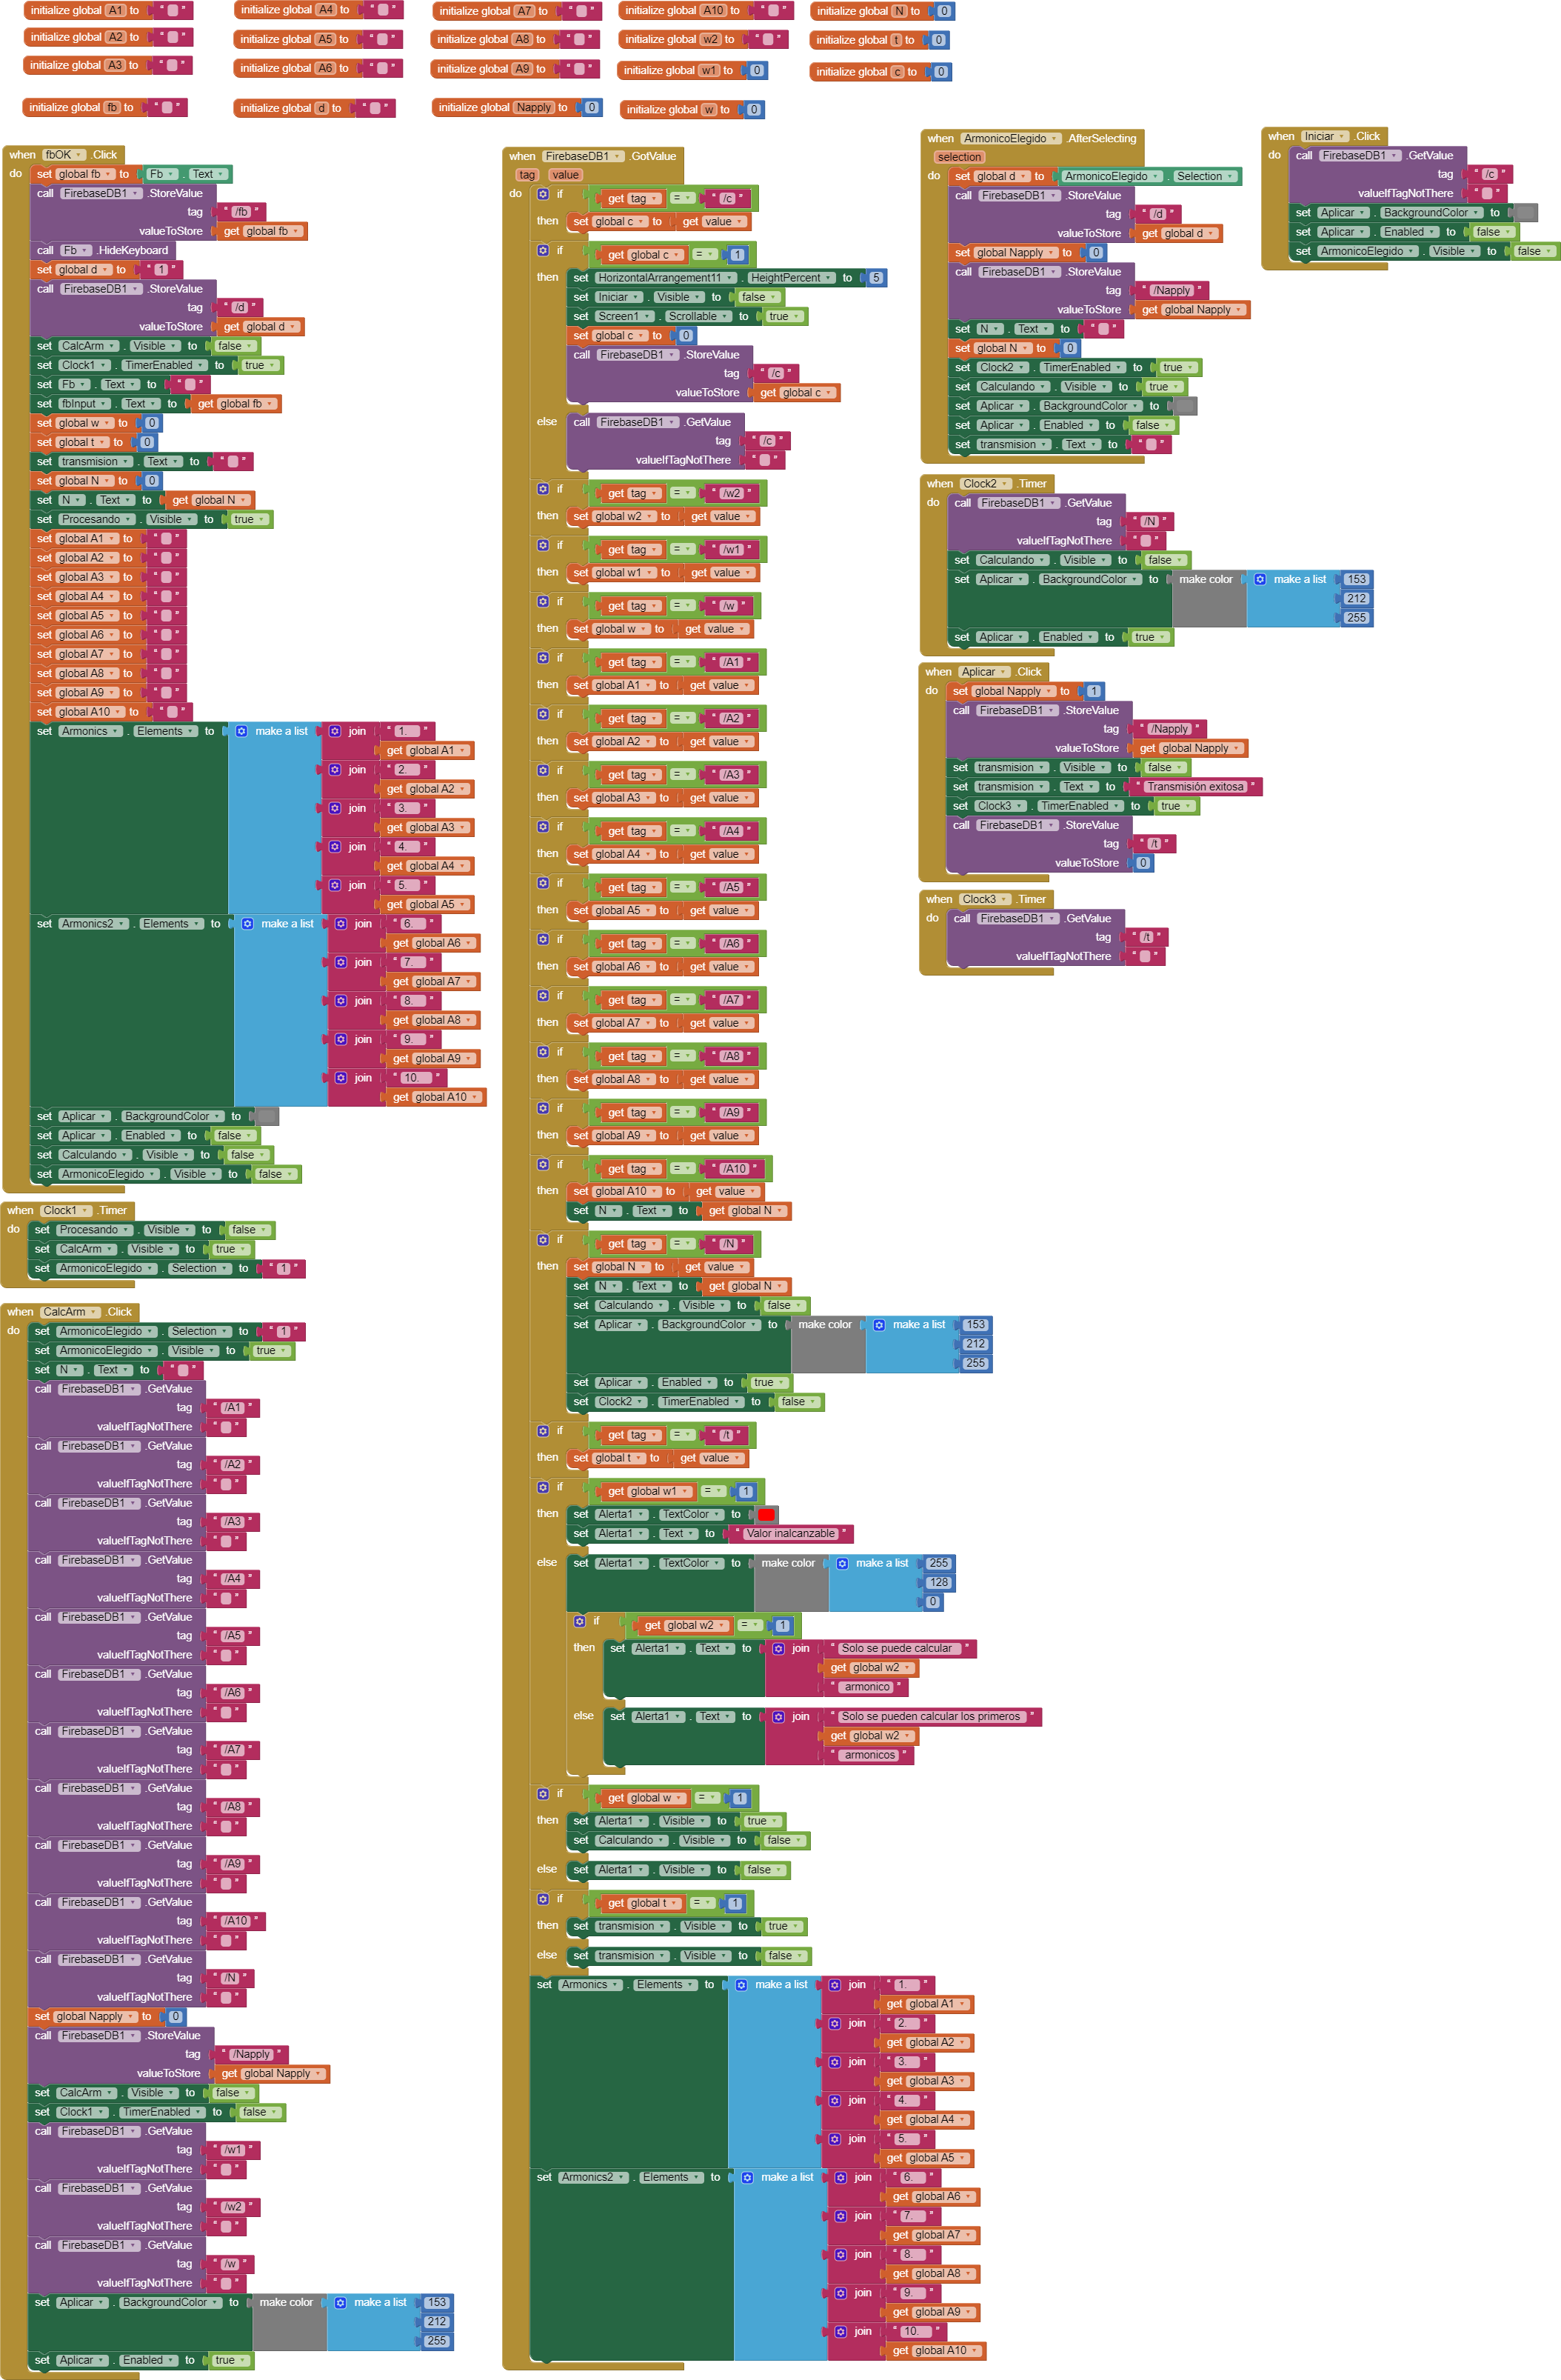 initialize global A1 to " "
initialize global A4 to " "
initialize global A7 to " "
initialize global A10 to " "
initialize global N to 0
initialize global A2 to " "
initialize global A5 to " "
initialize global A8 to " "
initialize global w2 to " "
initialize global t to 0
initialize global A3 to " "
initialize global A6 to " "
initialize global A9 to " "
initialize global w1 to 0
initialize global c to 0
initialize global fb to " "
initialize global d to " "
initialize global Napply to 0
initialize global w to 0
when fbOK .Click
do set global fb to Fb . Text
call FirebaseDB1 .StoreValue
tag " /fb "
valueToStore get global fb
call Fb .HideKeyboard
set global d to " 1 "
call FirebaseDB1 .StoreValue
tag " /d "
valueToStore get global d
set CalcArm . Visible to false
set Clock1 . TimerEnabled to true
set Fb . Text to " "
set fbInput . Text to get global fb
set global w to 0
set global t to 0
set transmision . Text to " "
set global N to 0
set N . Text to get global N
set Procesando . Visible to true
set global A1 to " "
set global A2 to " "
set global A3 to " "
set global A4 to " "
set global A5 to " "
set global A6 to " "
set global A7 to " "
set global A8 to " "
set global A9 to " "
set global A10 to " "
set Armonics . Elements to make a list join " 1. "
get global A1
join " 2. "
get global A2
join " 3. "
get global A3
join " 4. "
get global A4
join " 5. "
get global A5
set Armonics2 . Elements to make a list join " 6. "
get global A6
join " 7. "
get global A7
join " 8. "
get global A8
join " 9. "
get global A9
join " 10. "
get global A10
set Aplicar . BackgroundColor to
set Aplicar . Enabled to false
set Calculando . Visible to false
set ArmonicoElegido . Visible to false
when Clock1 .Timer
do set Procesando . Visible to false
set CalcArm . Visible to true
set ArmonicoElegido . Selection to " 1 "
when CalcArm .Click
do set ArmonicoElegido . Selection to " 1 "
set ArmonicoElegido . Visible to true
set N . Text to " "
call FirebaseDB1 .GetValue
tag " /A1 "
valueIfTagNotThere " "
call FirebaseDB1 .GetValue
tag " /A2 "
valueIfTagNotThere " "
call FirebaseDB1 .GetValue
tag " /A3 "
valueIfTagNotThere " "
call FirebaseDB1 .GetValue
tag " /A4 "
valueIfTagNotThere " "
call FirebaseDB1 .GetValue
tag " /A5 "
valueIfTagNotThere " "
call FirebaseDB1 .GetValue
tag " /A6 "
valueIfTagNotThere " "
call FirebaseDB1 .GetValue
tag " /A7 "
valueIfTagNotThere " "
call FirebaseDB1 .GetValue
tag " /A8 "
valueIfTagNotThere " "
call FirebaseDB1 .GetValue
tag " /A9 "
valueIfTagNotThere " "
call FirebaseDB1 .GetValue
tag " /A10 "
valueIfTagNotThere " "
call FirebaseDB1 .GetValue
tag " /N "
valueIfTagNotThere " "
set global Napply to 0
call FirebaseDB1 .StoreValue
tag " /Napply "
valueToStore get global Napply
set CalcArm . Visible to false
set Clock1 . TimerEnabled to false
call FirebaseDB1 .GetValue
tag " /w1 "
valueIfTagNotThere " "
call FirebaseDB1 .GetValue
tag " /w2 "
valueIfTagNotThere " "
call FirebaseDB1 .GetValue
tag " /w "
valueIfTagNotThere " "
set Aplicar . BackgroundColor to make color make a list 153
212
255
set Aplicar . Enabled to true
when FirebaseDB1 .GotValue
tag value
do if get tag = " /c "
then set global c to get value
if get global c = 1
then set HorizontalArrangement11 . HeightPercent to 5
set Iniciar . Visible to false
set Screen1 . Scrollable to true
set global c to 0
call FirebaseDB1 .StoreValue
tag " /c "
valueToStore get global c
else call FirebaseDB1 .GetValue
tag " /c "
valueIfTagNotThere " "
if get tag = " /w2 "
then set global w2 to get value
if get tag = " /w1 "
then set global w1 to get value
if get tag = " /w "
then set global w to get value
if get tag = " /A1 "
then set global A1 to get value
if get tag = " /A2 "
then set global A2 to get value
if get tag = " /A3 "
then set global A3 to get value
if get tag = " /A4 "
then set global A4 to get value
if get tag = " /A5 "
then set global A5 to get value
if get tag = " /A6 "
then set global A6 to get value
if get tag = " /A7 "
then set global A7 to get value
if get tag = " /A8 "
then set global A8 to get value
if get tag = " /A9 "
then set global A9 to get value
if get tag = " /A10 "
then set global A10 to get value
set N . Text to get global N
if get tag = " /N "
then set global N to get value
set N . Text to get global N
set Calculando . Visible to false
set Aplicar . BackgroundColor to make color make a list 153
212
255
set Aplicar . Enabled to true
set Clock2 . TimerEnabled to false
if get tag = " /t "
then set global t to get value
if get global w1 = 1
then set Alerta1 . TextColor to
set Alerta1 . Text to " Valor inalcanzable "
else set Alerta1 . TextColor to make color make a list 255
128
0
if get global w2 = 1
then set Alerta1 . Text to join " Solo se puede calcular "
get global w2
" armonico "
else set Alerta1 . Text to join " Solo se pueden calcular los primeros "
get global w2
" armonicos "
if get global w = 1
then set Alerta1 . Visible to true
set Calculando . Visible to false
else set Alerta1 . Visible to false
if get global t = 1
then set transmision . Visible to true
else set transmision . Visible to false
set Armonics . Elements to make a list join " 1. "
get global A1
join " 2. "
get global A2
join " 3. "
get global A3
join " 4. "
get global A4
join " 5. "
get global A5
set Armonics2 . Elements to make a list join " 6. "
get global A6
join " 7. "
get global A7
join " 8. "
get global A8
join " 9. "
get global A9
join " 10. "
get global A10
when ArmonicoElegido .AfterSelecting
selection
do set global d to ArmonicoElegido . Selection
call FirebaseDB1 .StoreValue
tag " /d "
valueToStore get global d
set global Napply to 0
call FirebaseDB1 .StoreValue
tag " /Napply "
valueToStore get global Napply
set N . Text to " "
set global N to 0
set Clock2 . TimerEnabled to true
set Calculando . Visible to true
set Aplicar . BackgroundColor to
set Aplicar . Enabled to false
set transmision . Text to " "
when Clock2 .Timer
do call FirebaseDB1 .GetValue
tag " /N "
valueIfTagNotThere " "
set Calculando . Visible to false
set Aplicar . BackgroundColor to make color make a list 153
212
255
set Aplicar . Enabled to true
when Aplicar .Click
do set global Napply to 1
call FirebaseDB1 .StoreValue
tag " /Napply "
valueToStore get global Napply
set transmision . Visible to false
set transmision . Text to " Transmisión exitosa "
set Clock3 . TimerEnabled to true
call FirebaseDB1 .StoreValue
tag " /t "
valueToStore 0
when Clock3 .Timer
do call FirebaseDB1 .GetValue
tag " /t "
valueIfTagNotThere " "
when Iniciar .Click
do call FirebaseDB1 .GetValue
tag " /c "
valueIfTagNotThere " "
set Aplicar . BackgroundColor to
set Aplicar . Enabled to false
set ArmonicoElegido . Visible to false